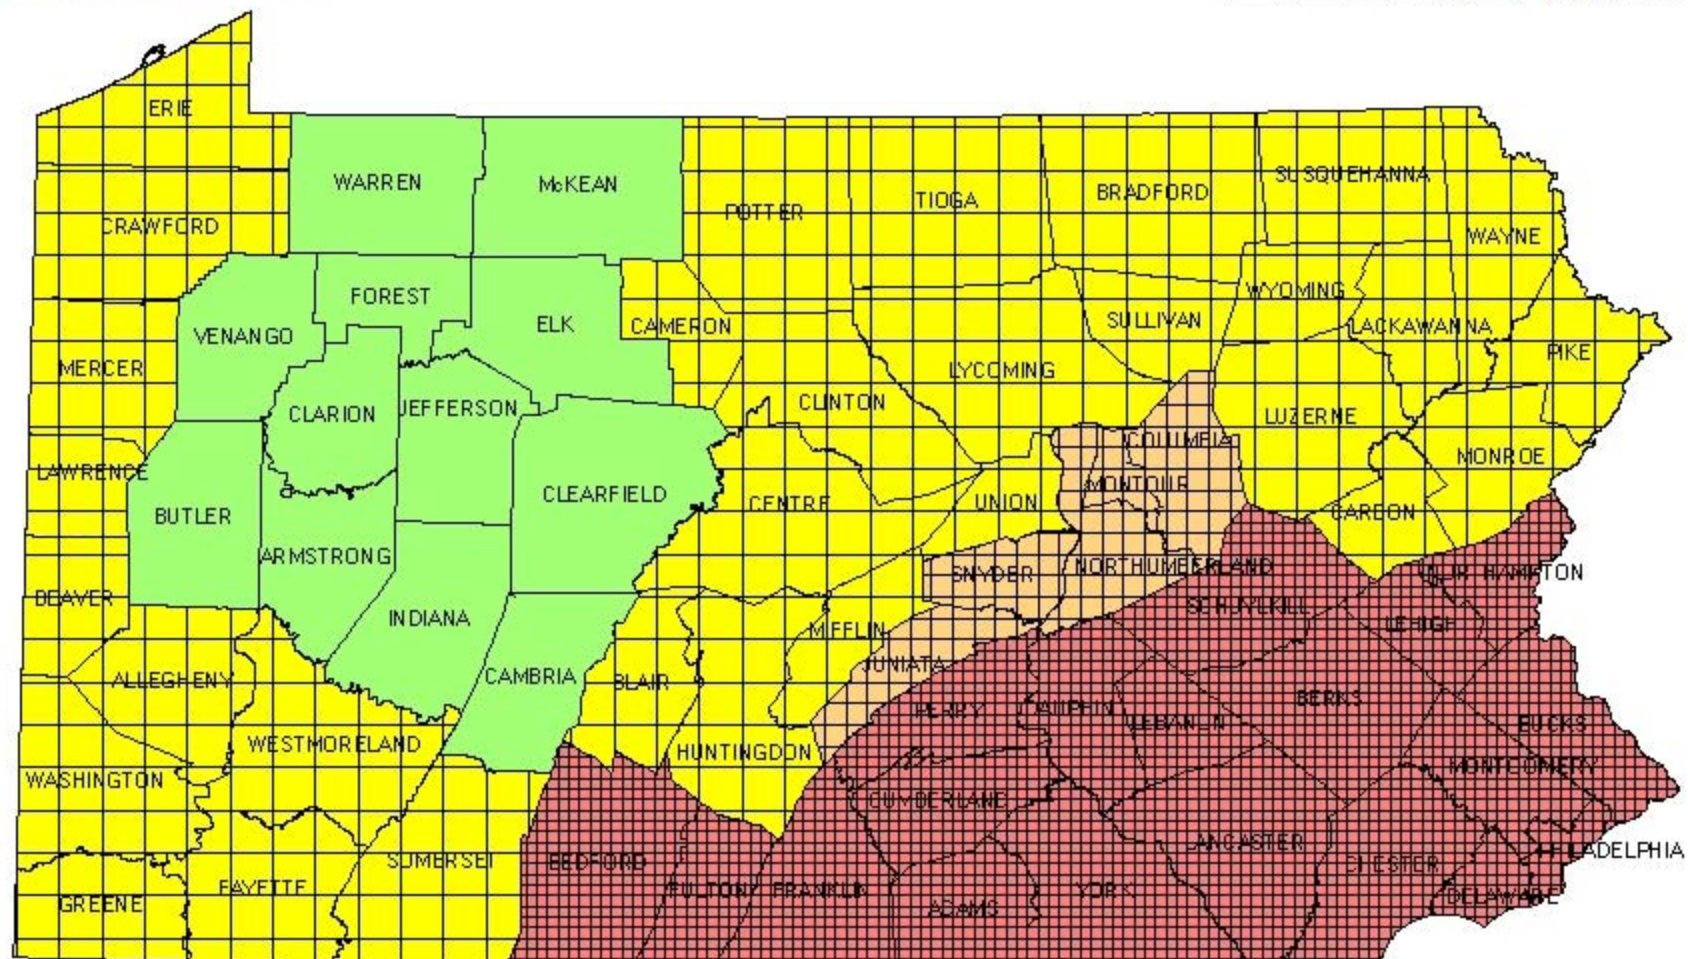 ERIE
WARREN
McKEAN
SUSQUEHANNA
TIOGA
BRADFORD
POTTER
CRAWFORD
WAYNE
FOREST
WYOMING
VENANGO
ELK
CAMERON
SULLIVAN
LACKAWANNA
MERCER
LYCOMING
PIKE
CLARION
JEFFERSON
CLINTON
LUZERNE
COLUMBIA
MONROE
LAWRENCE
CLEARFIELD
MONTOUR
BUTLER
CENTRE
UNION
CARBON
ARMSTRONG
SNYDER
NORTHUMBERLAND
NORTHAMPTON
BEAVER
SCHUYLKILL
INDIANA
MIFFLIN
LEHIGH
JUNIATA
ALLEGHENY
CAMBRIA
BLAIR
BERKS
PERRY
DAUPHIN
LEBANON
BUCKS
WESTMORELAND
HUNTINGDON
MONTGOMERY
WASHINGTON
CUMBERLAND
LANCASTER
PHILADELPHIA
SOMERSET
BEDFORD
CHESTER
FAYETTE
FULTON
FRANKLIN
YORK
DELAWARE
GREENE
ADAMS